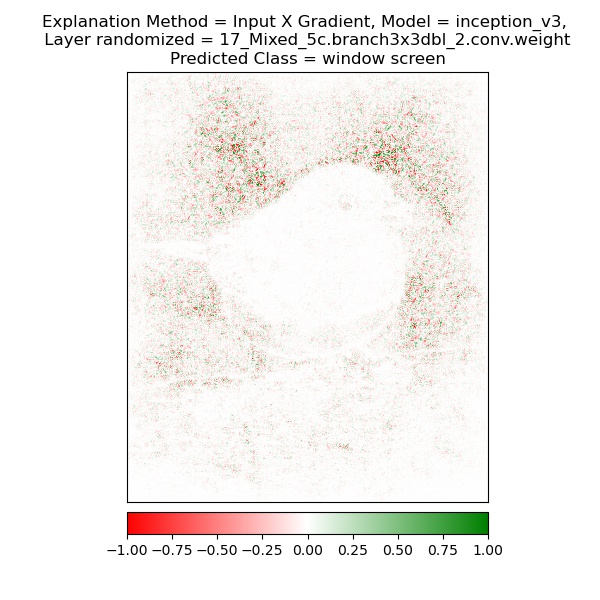 Explanation Method = Input X Gradient, Model = inception_v3,
Layer randomized = 17_Mixed_5c.branch3x3dbl_2.conv.weight
Predicted Class = window screen
−1.00 −0.75 −0.50 −0.25 0.00 0.25 0.50 0.75 1.00